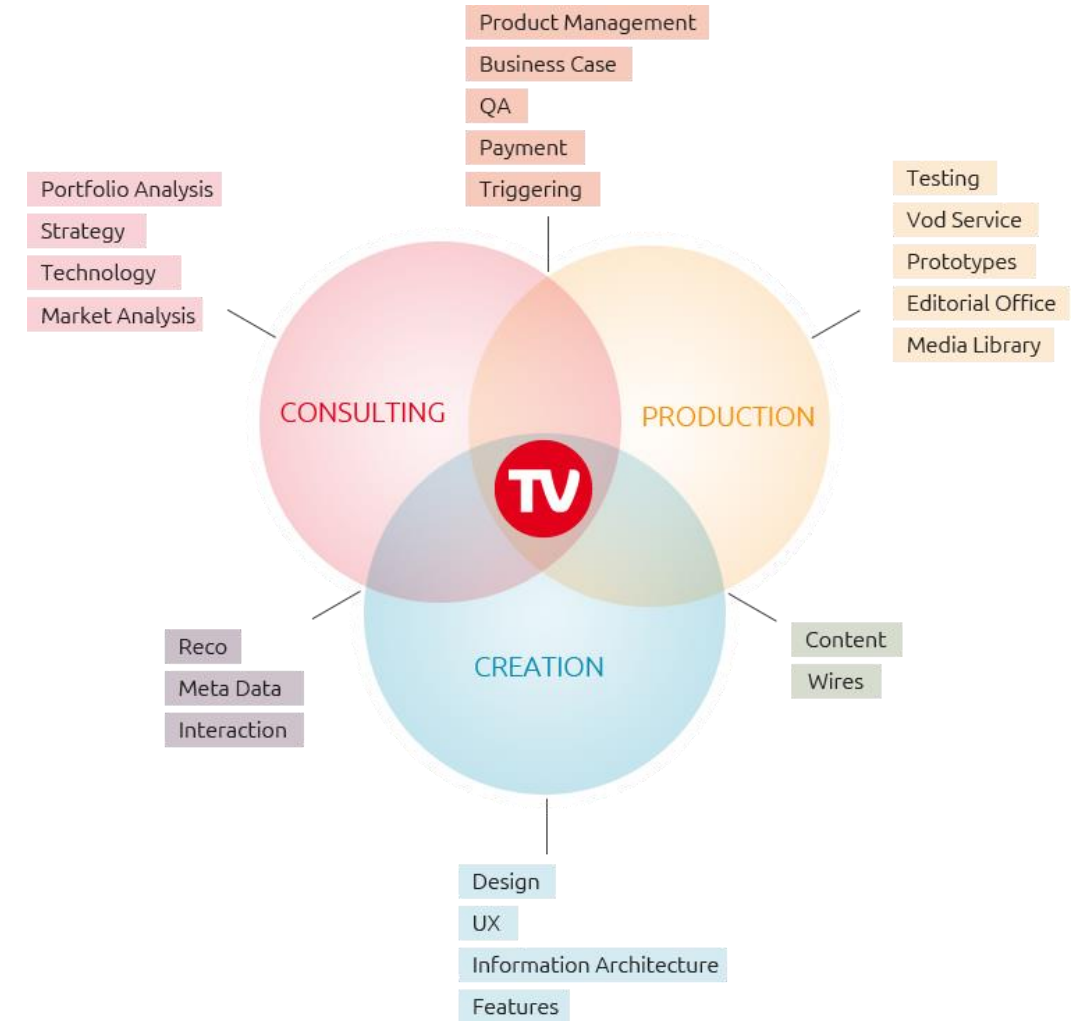 Product Management
Business Case
QA
Payment
Triggering
Portfolio Analysis
Strategy
Technology
Market Analysis
Testing
Vod Service
Prototypes
Editorial Office
Media Library
CONSULTING
PRODUCTION
TV
CREATION
Reco
Meta Data
Interaction
Content
Wires
Design
UX
Information Architecture
Features